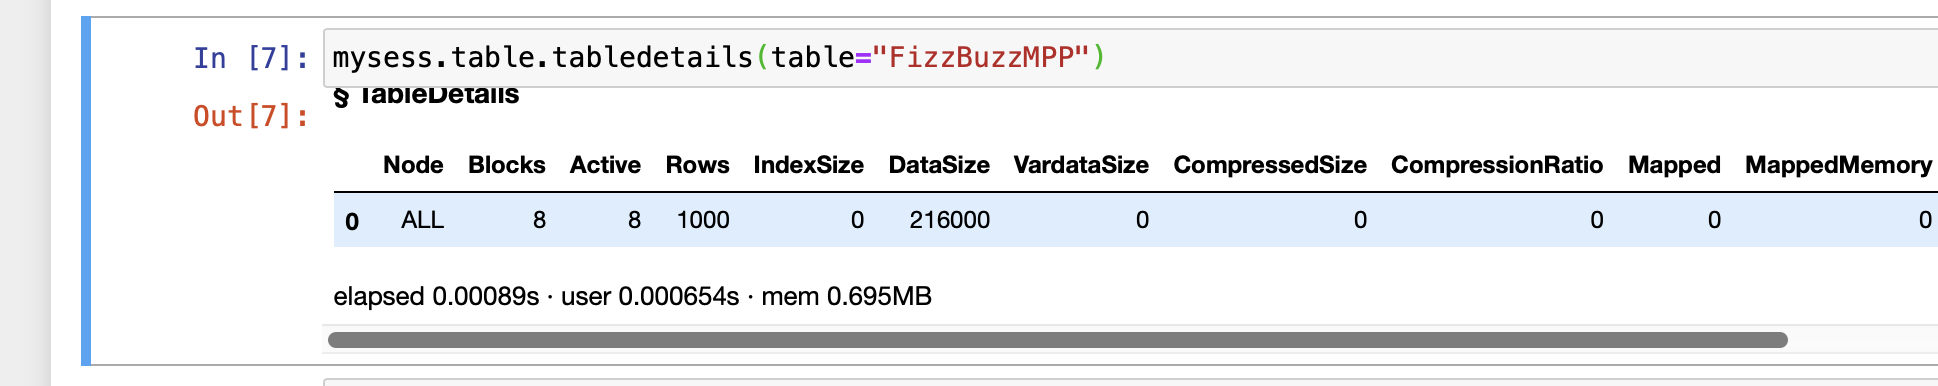 In [7]: mysess.table.tabledetails(table="FizzBuzzMPP")
Out[7]: § TableDetails
Node Blocks Active Rows IndexSize DataSize VardataSize CompressedSize CompressionRatio Mapped MappedMemory
0 ALL 8 8 1000 0 216000 0 0 0 0 0
elapsed 0.00089s · user 0.000654s · mem 0.695MB